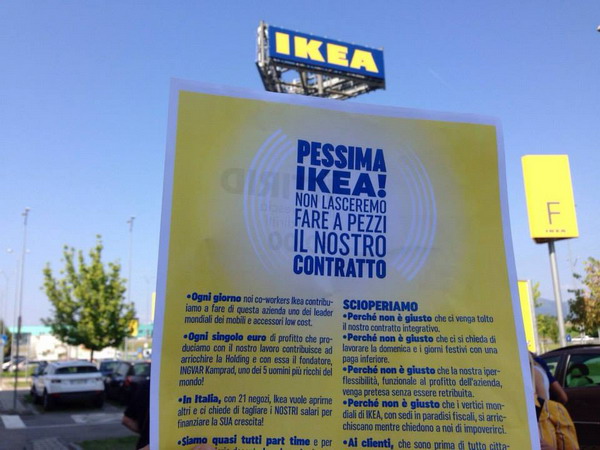 IKEA
PESSIMA
IKEA!
NON LASCEREMO
FARE A PEZZI
IL NOSTRO
CONTRATTO
•Ogni giorno noi co-workers Ikea contribu-
iamo a fare di questa azienda uno dei leader
mondiali dei mobili e accessori low cost.
•Ogni singolo euro di profitto che pro-
duciamo con il nostro lavoro contribuisce ad
arricchire la Holding e con essa il fondatore,
INGVAR Kamprad, uno dei 5 uomini più ricchi del
mondo!
•In Italia, con 21 negozi, Ikea vuole aprirne
altri e ci chiede di tagliare i NOSTRI salari per
finanziare la SUA crescita!
•Siamo quasi tutti part time e per
SCIOPERIAMO
•Perché non è giusto che ci venga tolto
il nostro contratto integrativo.
•Perché non è giusto che ci si chieda di
lavorare la domenica e i giorni festivi con una
paga inferiore.
•Perché non è giusto che la nostra iper-
flessibilità, funzionale al profitto dell'azienda,
venga pretesa senza essere retribuita.
•Perché non è giusto che i vertici mon-
diali di IKEA, con sedi in paradisi fiscali, si arric-
chiscano mentre chiedono a noi di impoverirci.
•Ai clienti, che sono prima di tutto citta-
F
IKEA